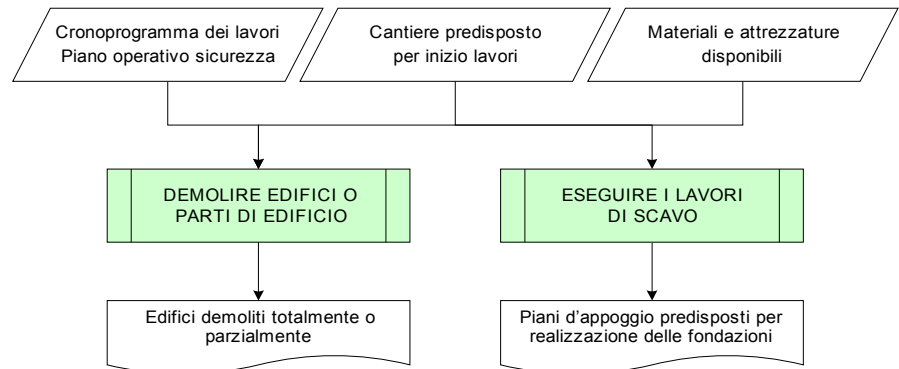 Cronoprogramma dei lavori
Piano operativo sicurezza
Cantiere predisposto
per inizio lavori
Materiali e attrezzature
disponibili
DEMOLIRE EDIFICI O
PARTI DI EDIFICIO
ESEGUIRE I LAVORI
DI SCAVO
Edifici demoliti totalmente o
parzialmente
Piani d'appoggio predisposti per
realizzazione delle fondazioni